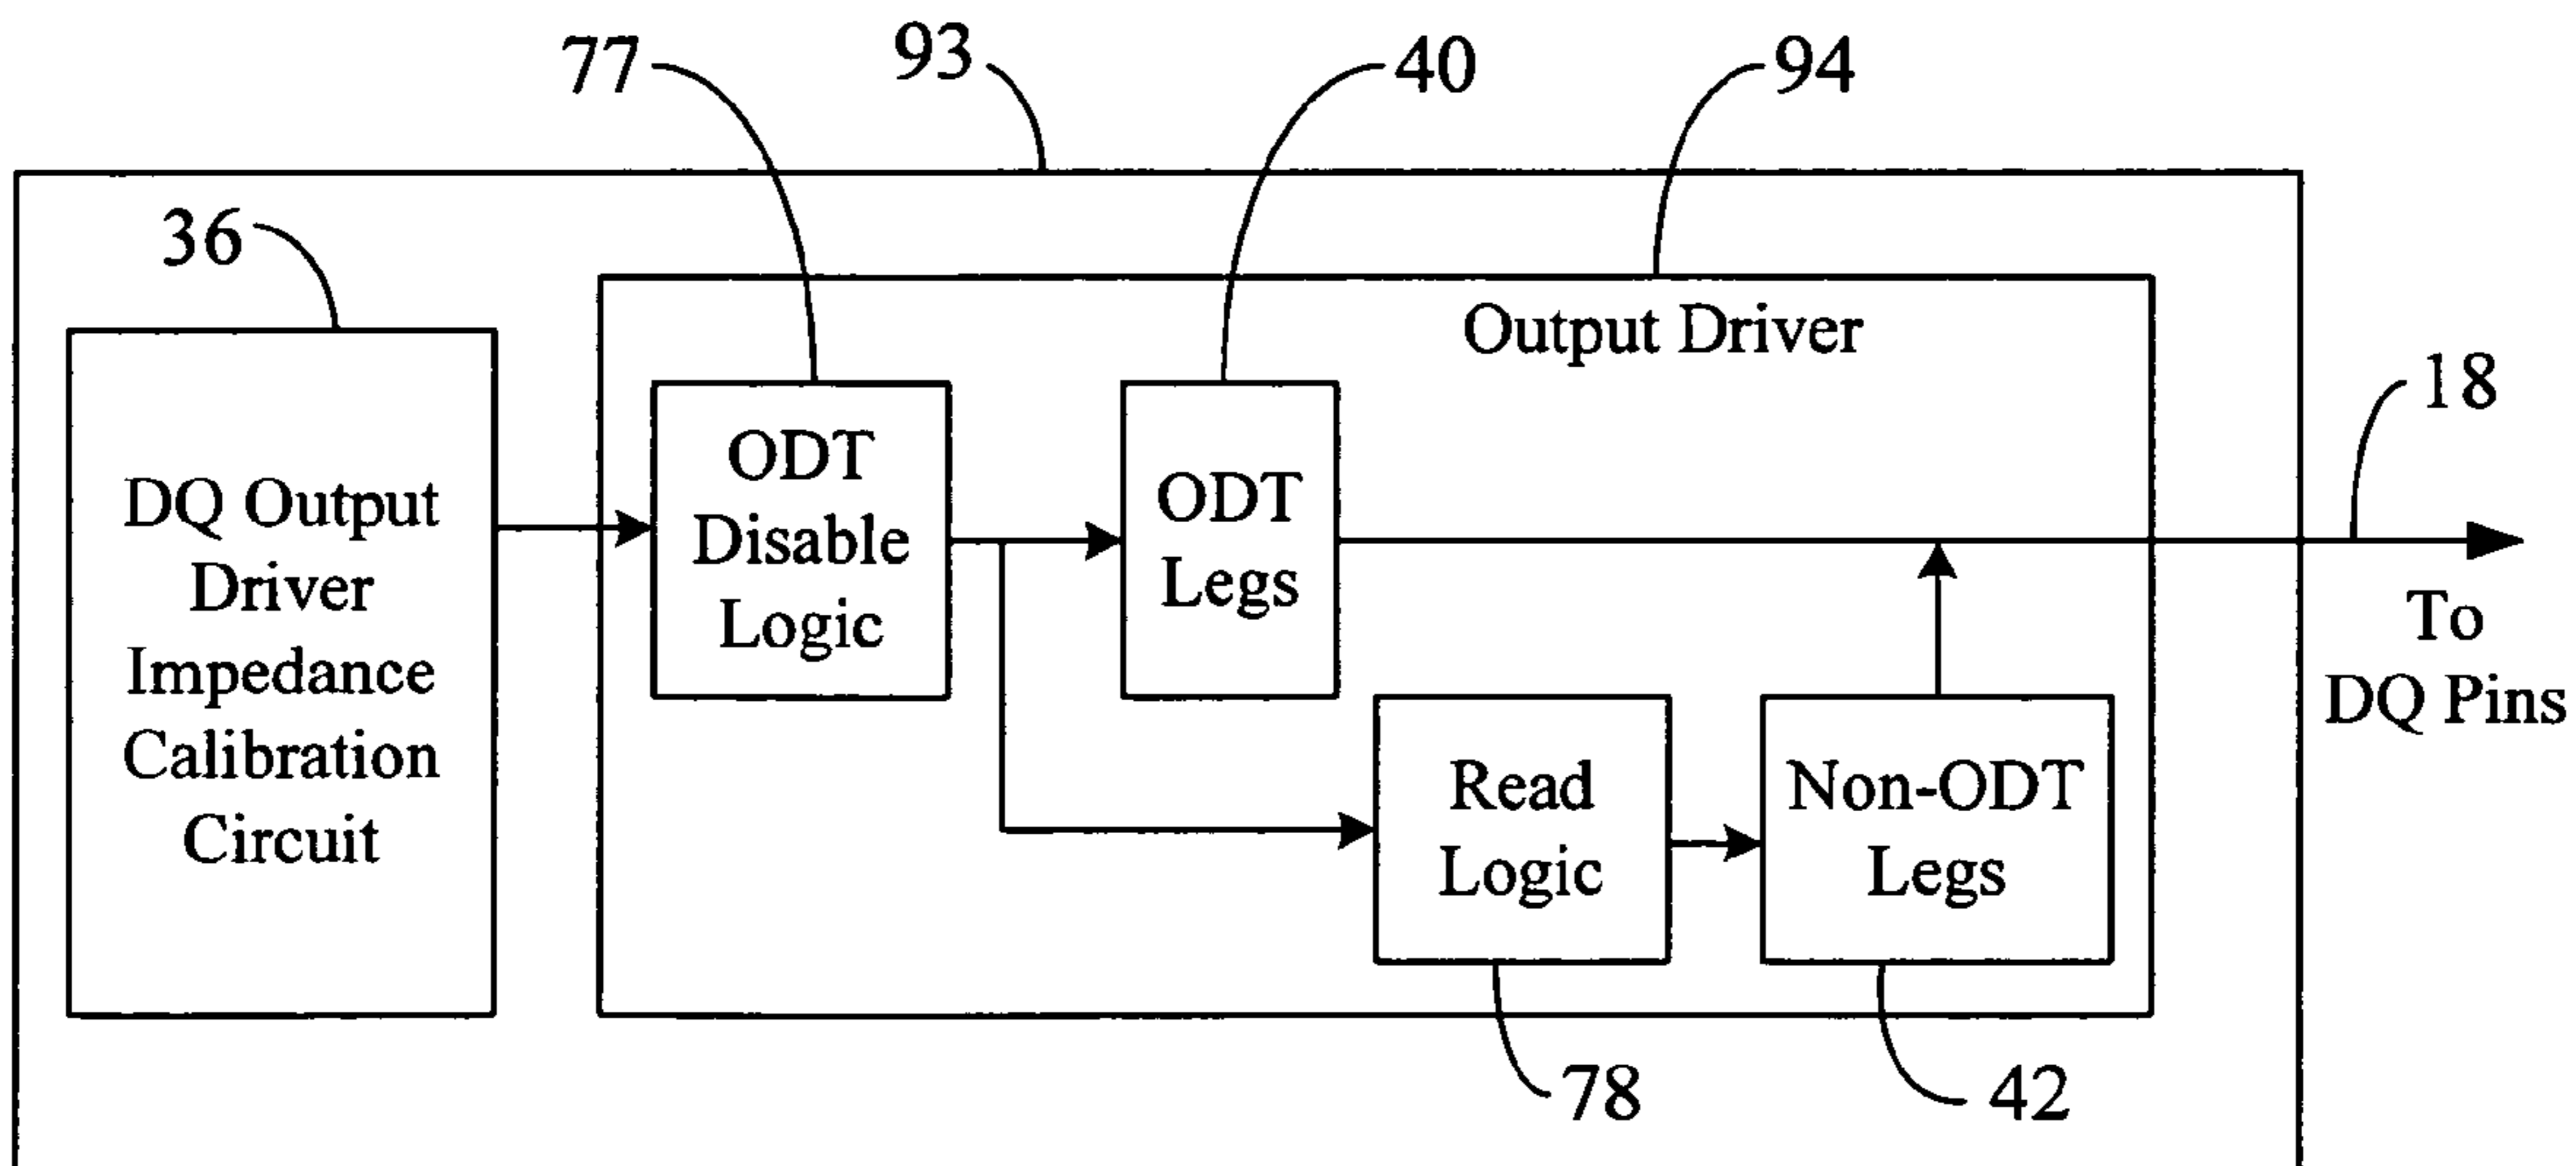 77
93
40
94
36
Output Driver
18
DQ Output
Driver
Impedance
Calibration
Circuit
ODT
Disable
Logic
ODT
Legs
To
DQ Pins
Read
Logic
Non-ODT
Legs
78
42